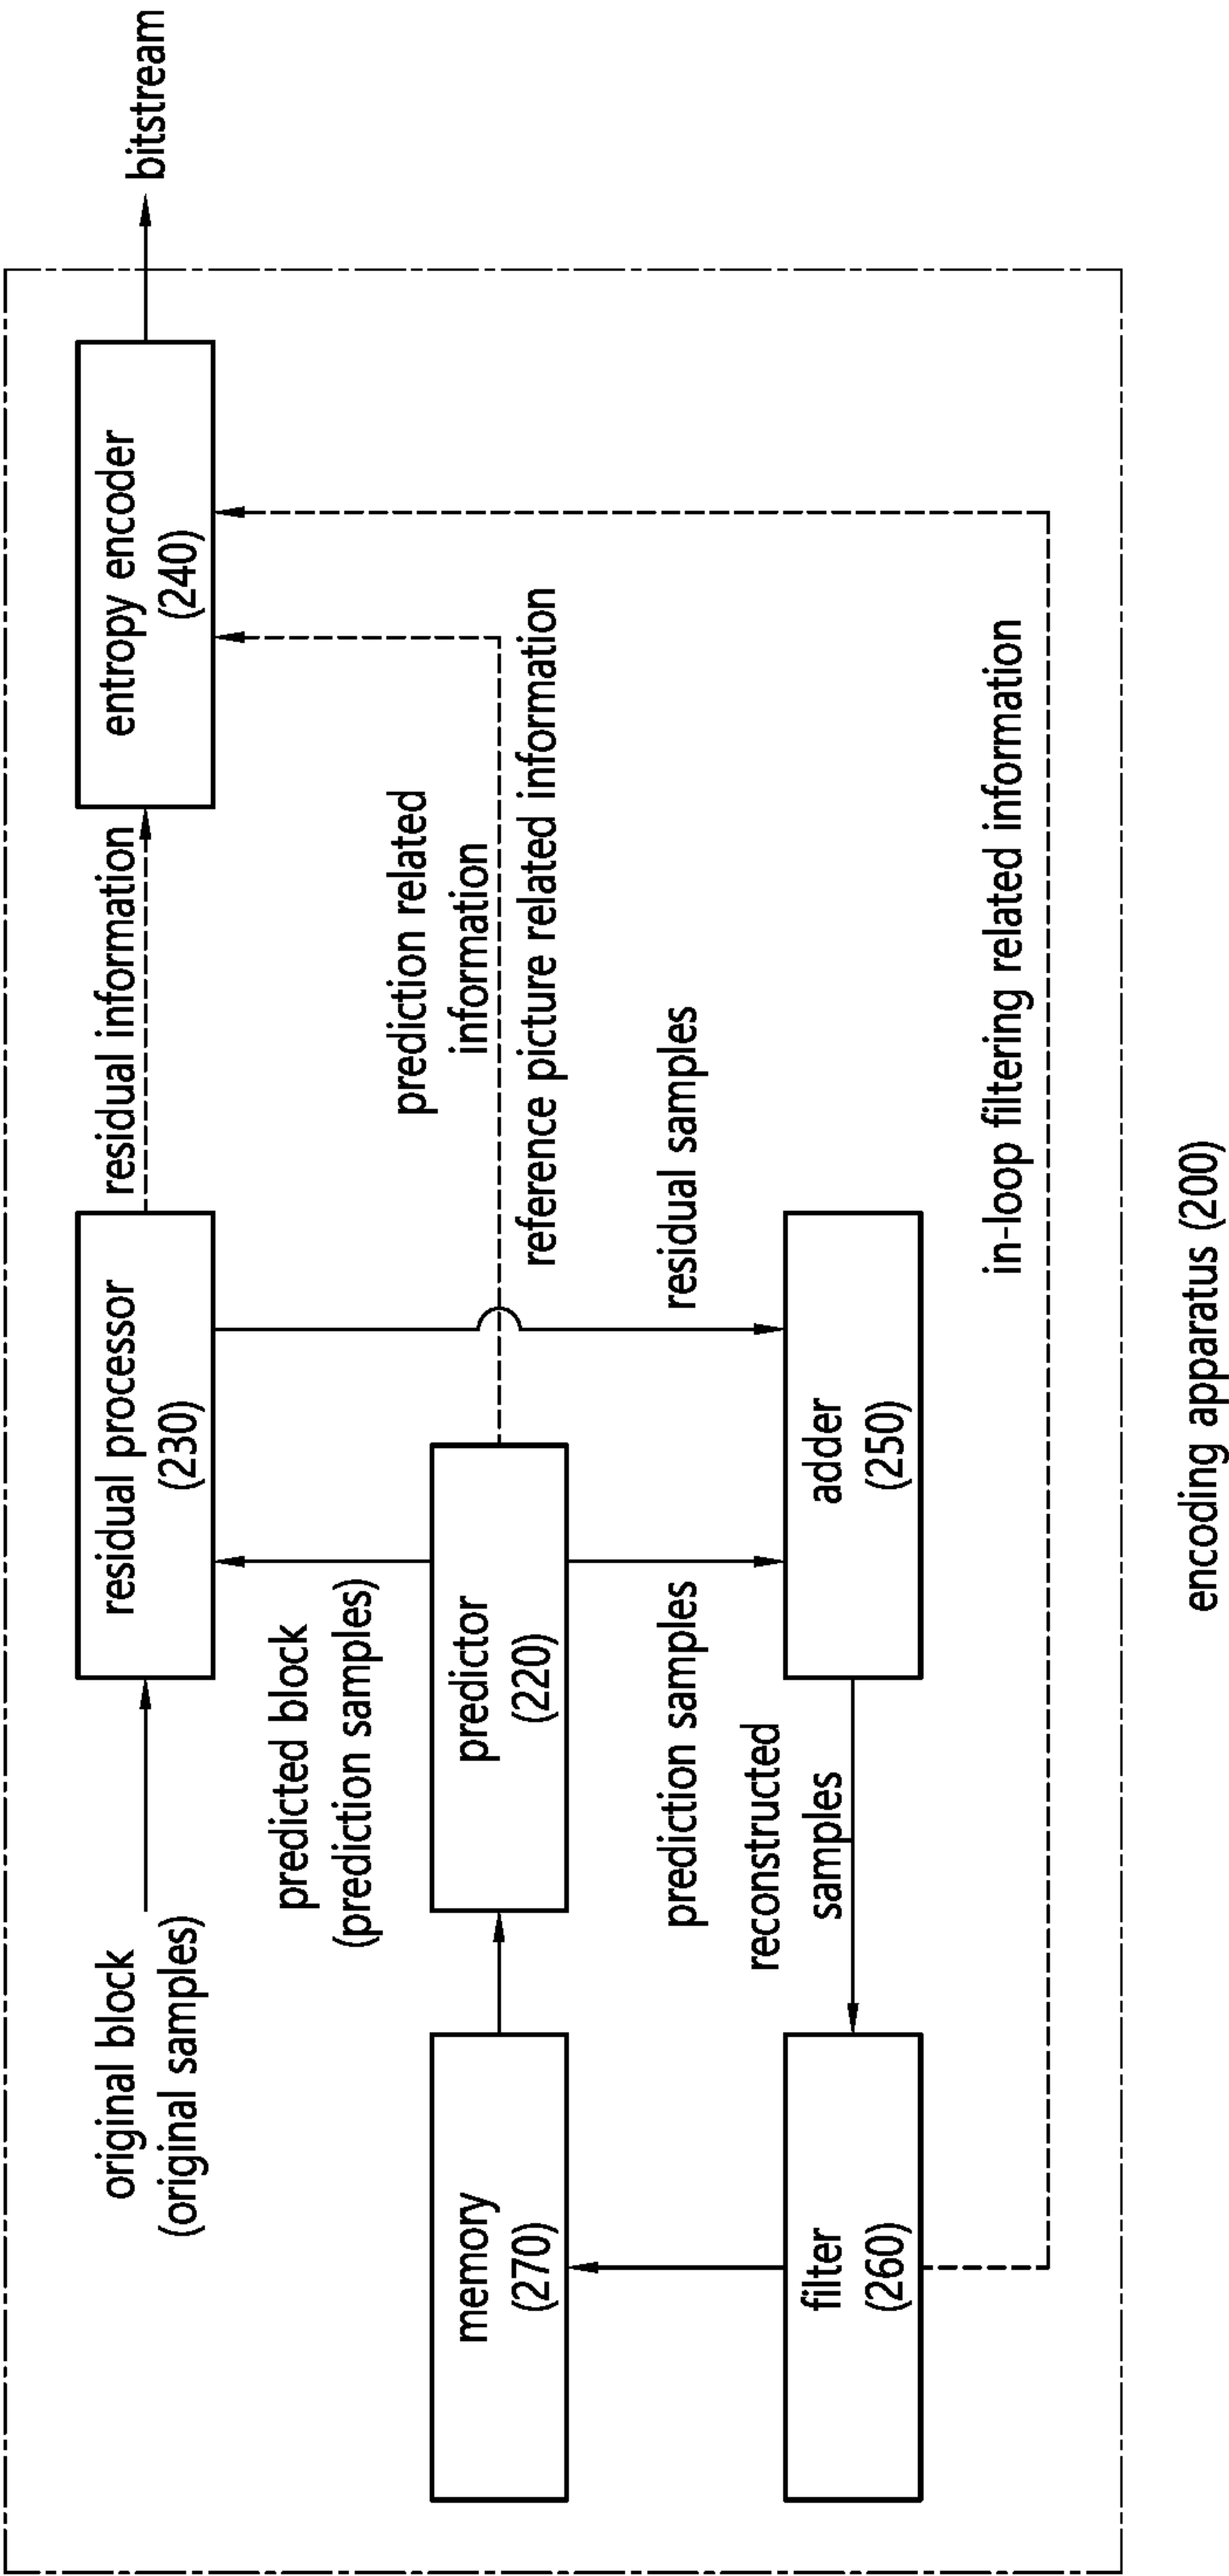 original block
(original samples)
residual processor
(230)
residual information
entropy encoder
(240)
bitstream
predicted block
(prediction samples)
prediction related
information
memory
(270)
predictor
(220)
reference picture related information
prediction samples
residual samples
reconstructed
samples
filter
(260)
adder
(250)
in-loop filtering related information
encoding apparatus (200)